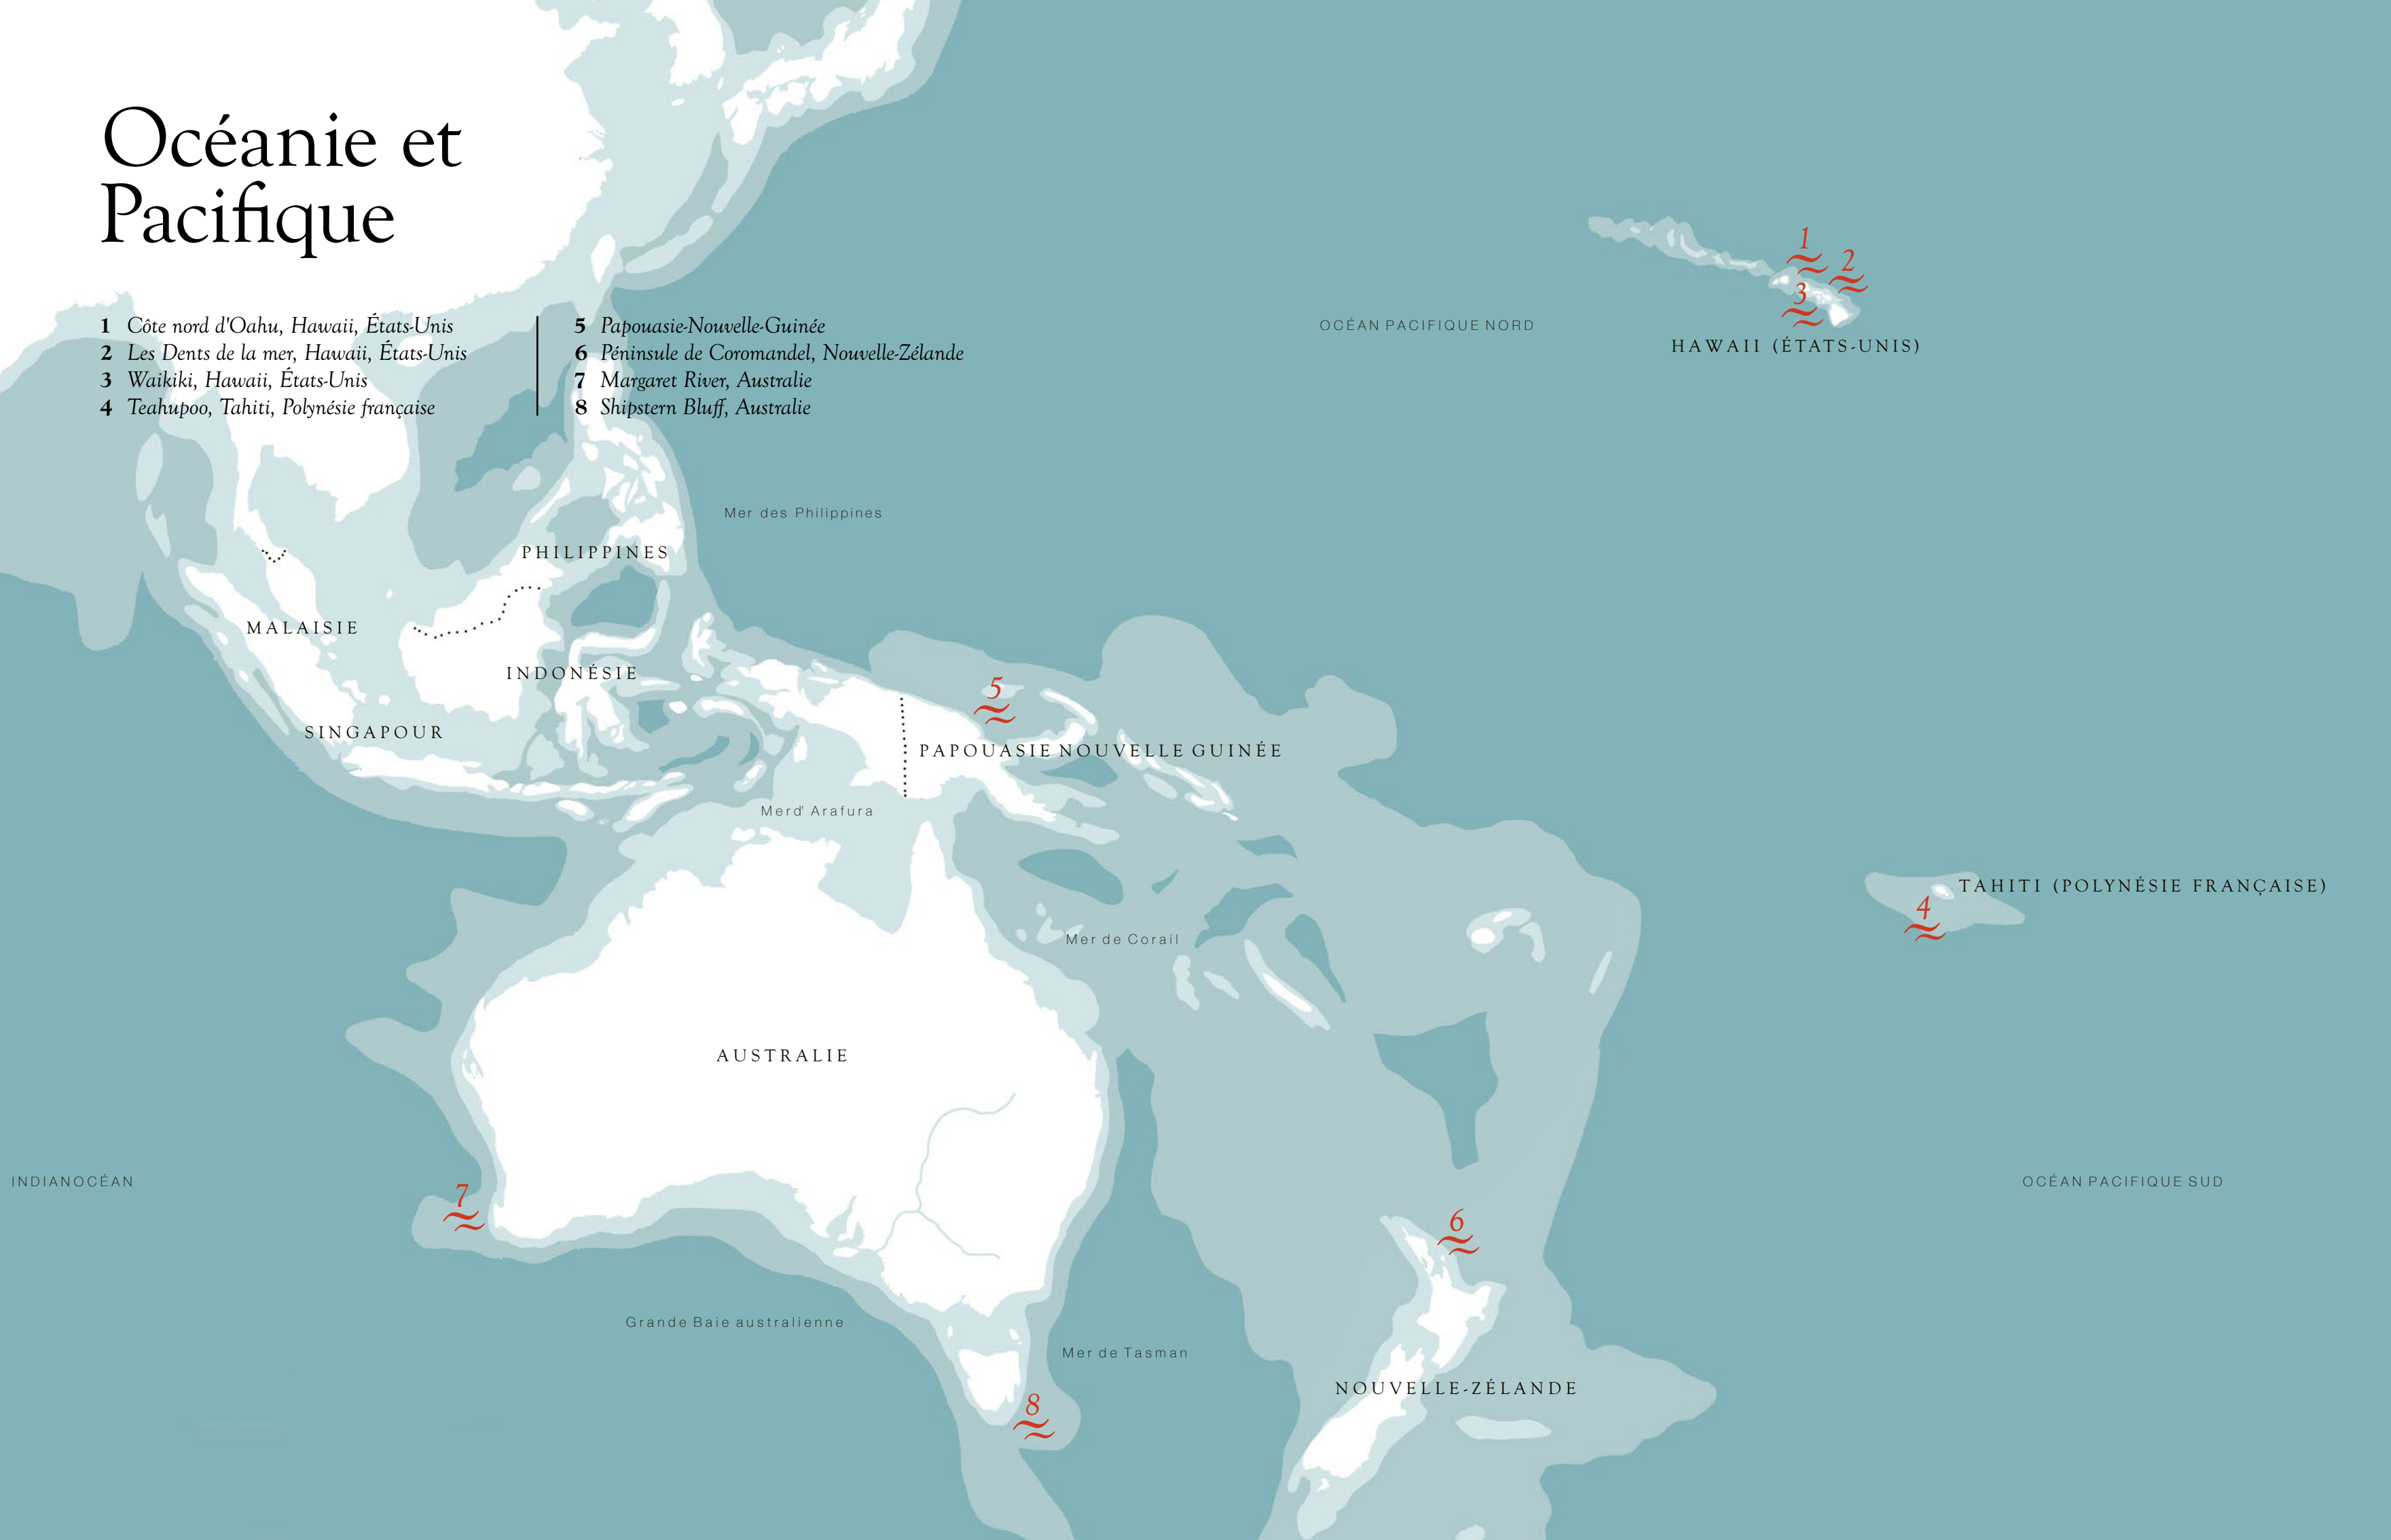 Océanie et
Pacifique
1 Côte nord d'Oahu, Hawaii, États-Unis
2 Les Dents de la mer, Hawaii, États-Unis
3 Waikiki, Hawaii, États-Unis
4 Teahupoo, Tahiti, Polynésie française
5 Papouasie-Nouvelle-Guinée
6 Péninsule de Coromandel, Nouvelle-Zélande
7 Margaret River, Australie
8 Shipstern Bluff, Australie
1
2
3
OCÉAN PACIFIQUE NORD
HAWAII (ÉTATS-UNIS)
Mer des Philippines
PHILIPPINES
MALAISIE
INDONÉSIE
5
SINGAPOUR
PAPOUASIE NOUVELLE GUINÉE
Merd' Arafura
TAHITI (POLYNÉSIE FRANÇAISE)
4
Mer de Corail
AUSTRALIE
INDIANOCÉAN
OCÉAN PACIFIQUE SUD
7
6
Grande Baie australienne
Mer de Tasman
NOUVELLE-ZÉLANDE
8